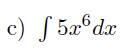 c) ∫ 5x⁶dx